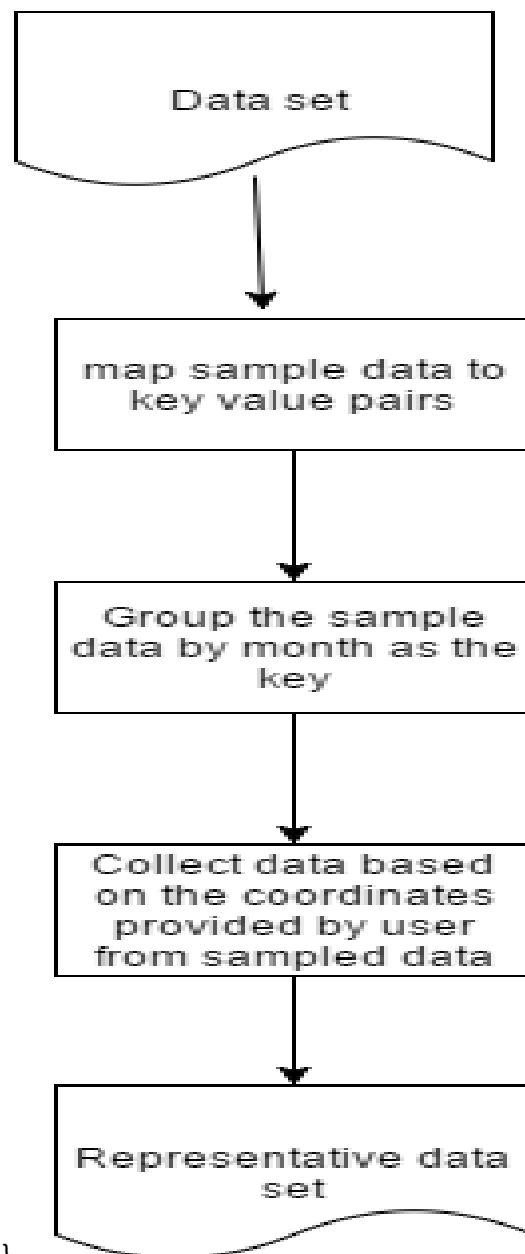 Data set
map sample data to
key value pairs
Group the sample
data by month as the
key
Collect data based
on the coordinates
provided by user
from sampled data
Representative data
set